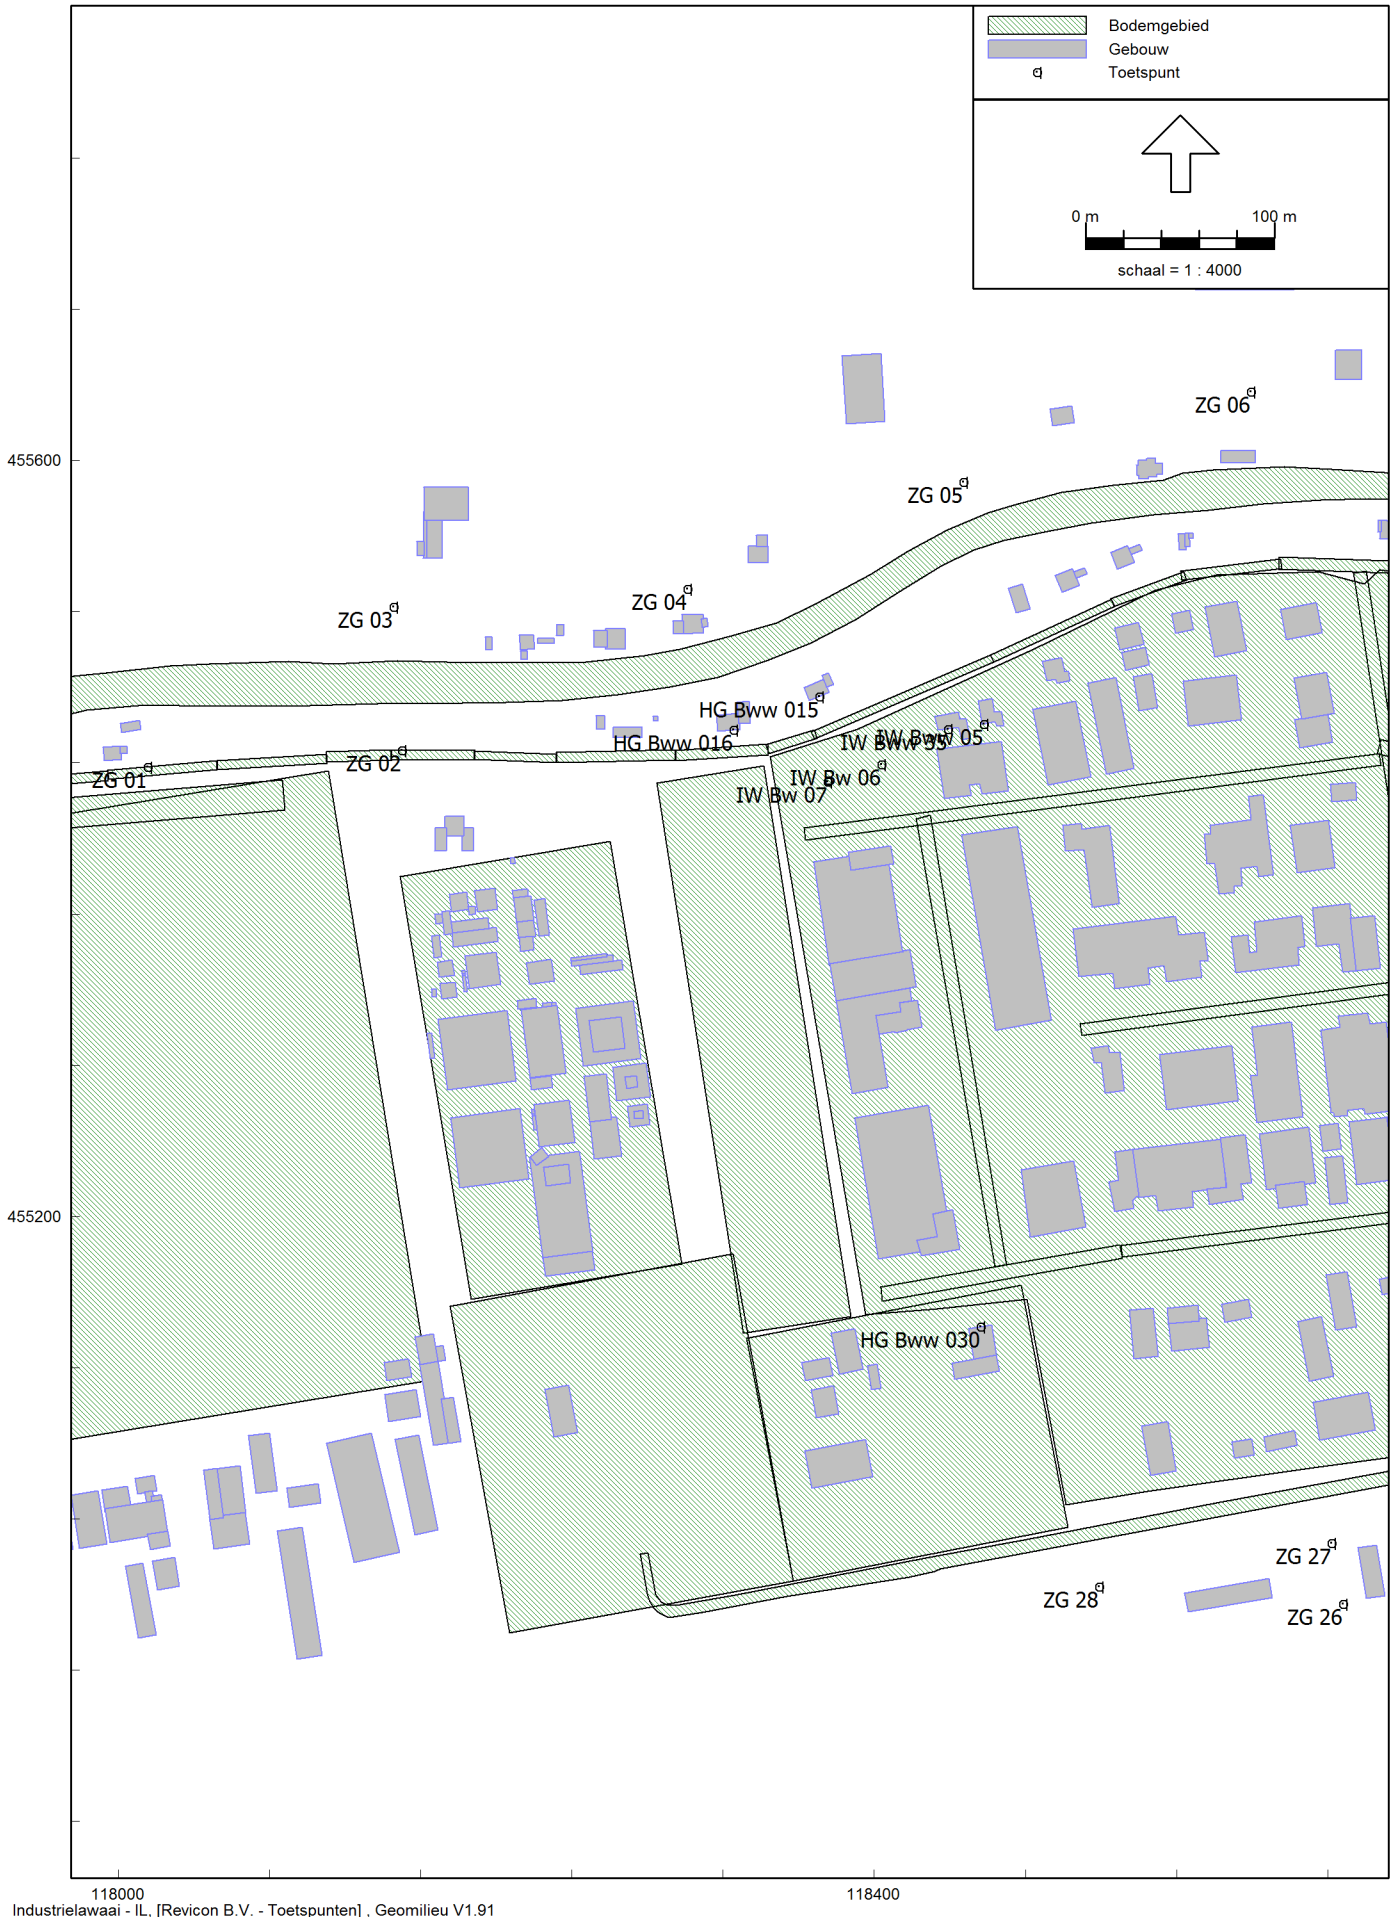 Bodemgebied
Gebouw
Toetspunt
0 m 100 m
schaal = 1 : 4000
ZG 06
455600
ZG 05
ZG 04
ZG 03
HG Bww 015
HG Bww 016
IW Bww 35
IW Bww 05
ZG 02
ZG 01
IW Bw 06
IW Bw 07
455200
HG Bww 030
ZG 27
ZG 28
ZG 26
118000 118400
Industrielawaai - IL, [Revicon B.V. - Toetspunten] , Geomilieu V1.91